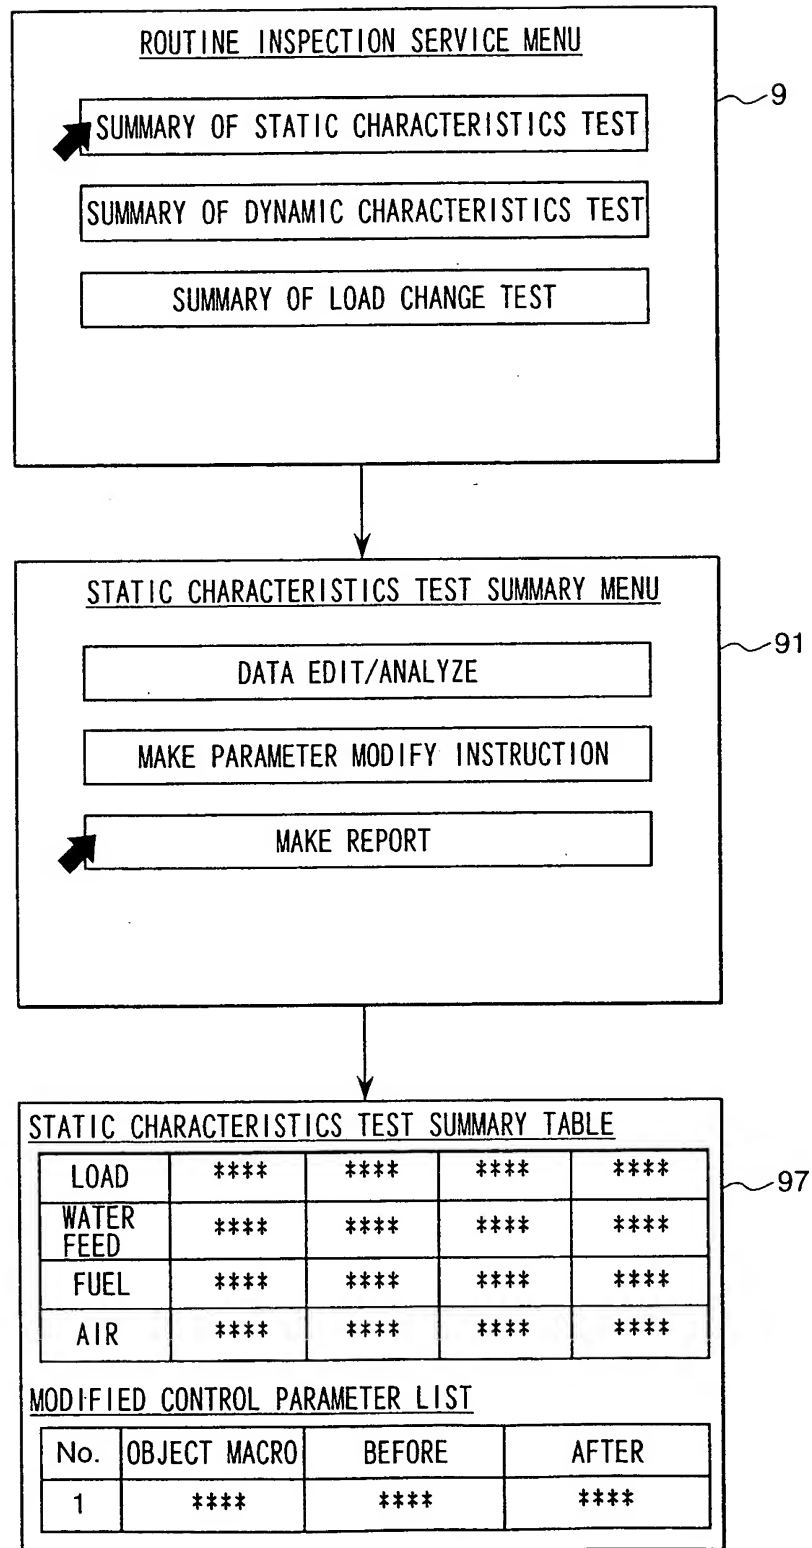 ROUTINE INSPECTION SERVICE MENU
9
SUMMARY OF STATIC CHARACTERISTICS TEST
SUMMARY OF DYNAMIC CHARACTERISTICS TEST
SUMMARY OF LOAD CHANGE TEST
STATIC CHARACTERISTICS TEST SUMMARY MENU
91
DATA EDIT/ANALYZE
MAKE PARAMETER MODIFY INSTRUCTION
MAKE REPORT
STATIC CHARACTERISTICS TEST SUMMARY TABLE
97
LOAD **** **** **** ****
WATER
FEED **** **** **** ****
FUEL **** **** **** ****
AIR **** **** **** ****
MODIFIED CONTROL PARAMETER LIST
No. OBJECT MACRO BEFORE AFTER
1 **** **** ****